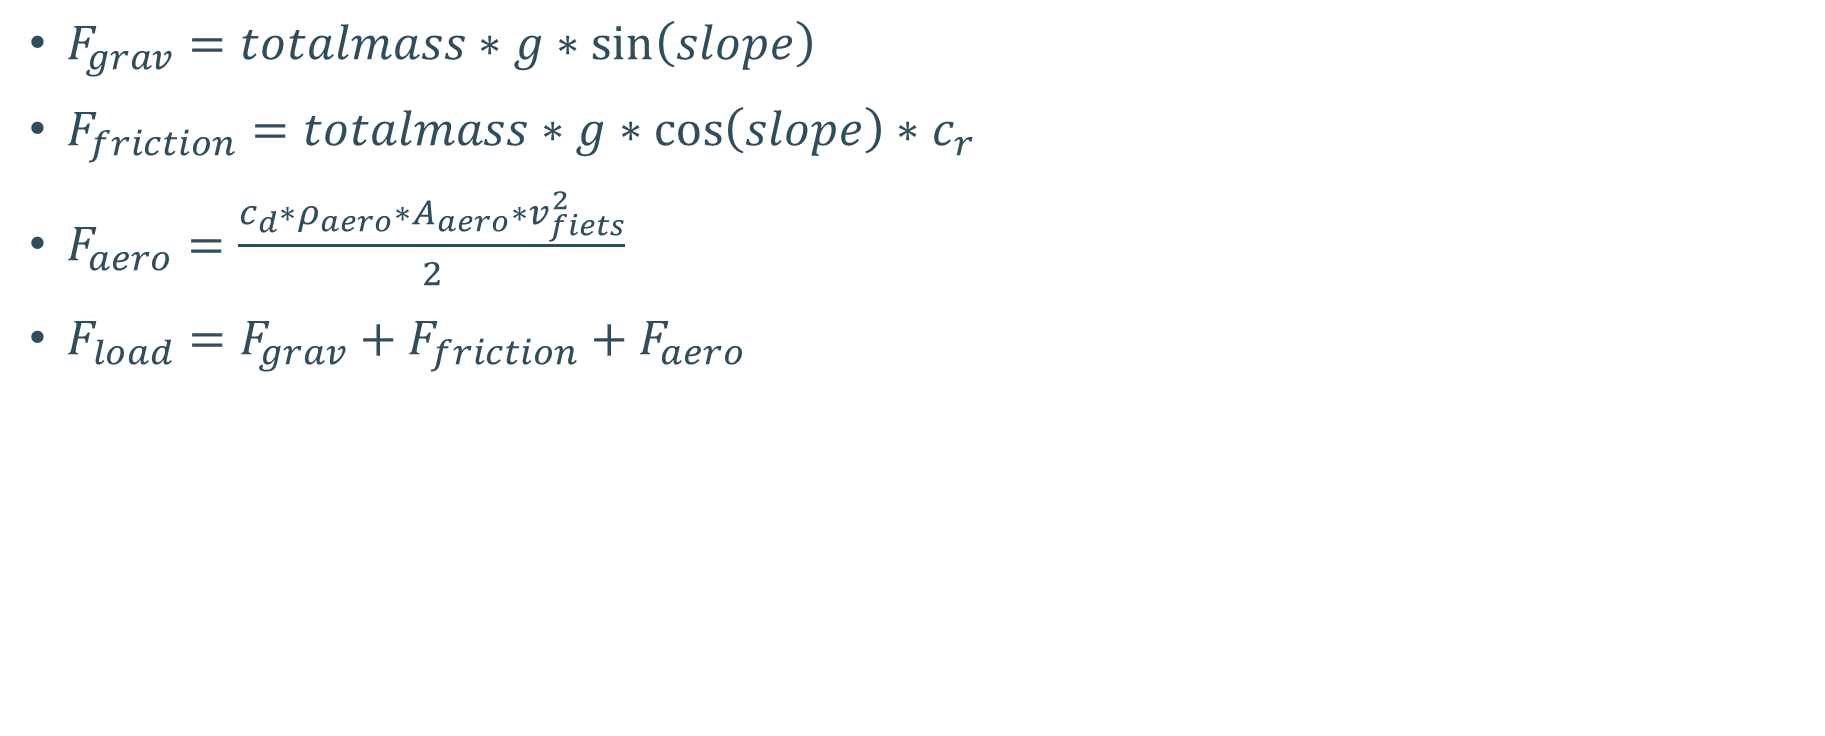 • F_grav = totalmass * g * sin(slope)
• F_friction = totalmass * g * cos(slope) * c_r
• F_aero = (c_d*ρ_aero*A_aero*v_fiets^2)/2
• F_load = F_grav + F_friction + F_aero